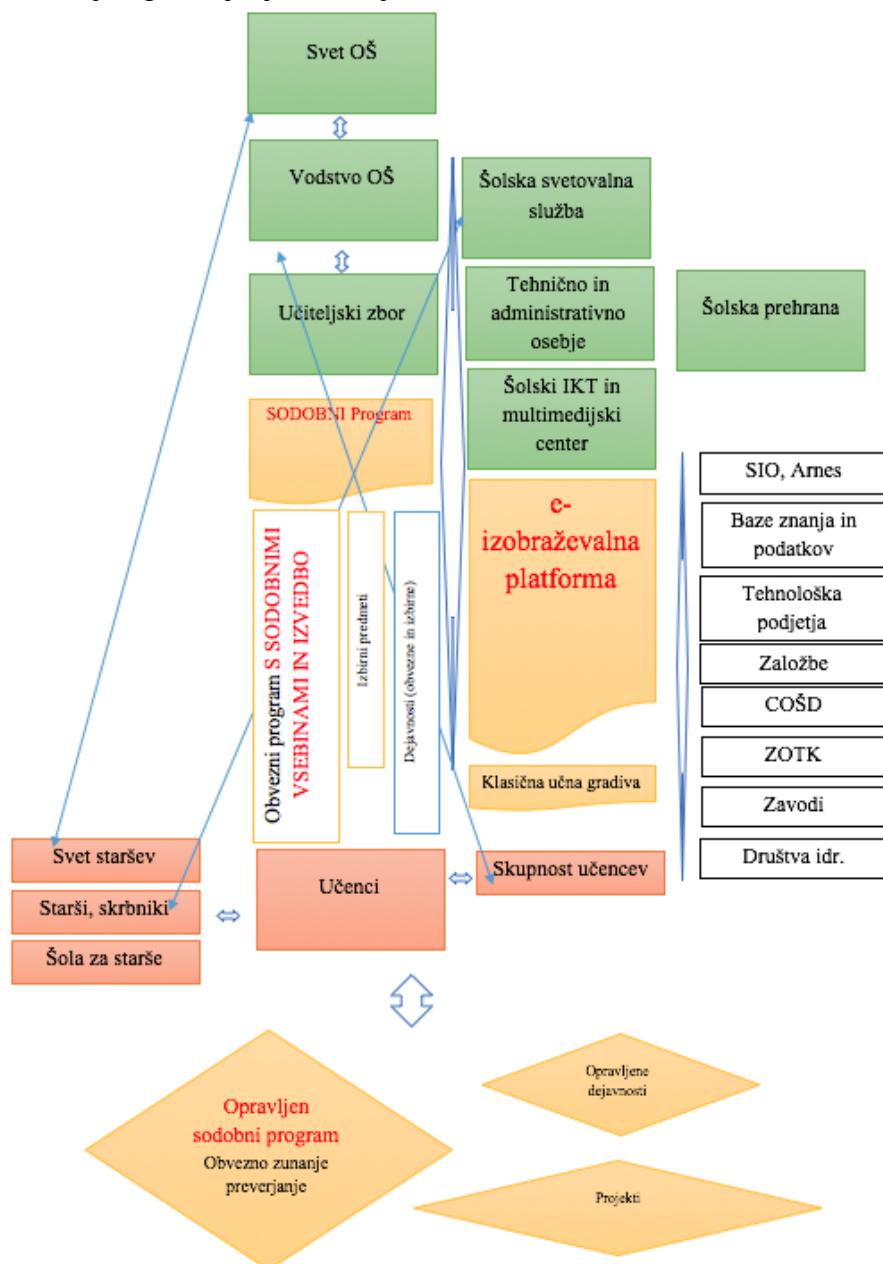 Svet OŠ
Vodstvo OŠ
Šolska svetovalna
služba
Učiteljski zbor
Tehnično in
administrativno
osebje
Šolska prehrana
SODOBNI Program
Šolski IKT in
multimedijski
center
e-
izobraževalna
platforma
SIO, Arnes
Baze znanja in
podatkov
Tehnološka
podjetja
Založbe
COŠD
ZOTK
Zavodi
Društva idr.
Obvezni program S SODOBNIMI
VSEBINAMI IN IZVEDBO
Izbirni predmeti
Dejavnosti (obvezne in izbirne)
Klasična učna gradiva
Svet staršev
Starši, skrbniki
Šola za starše
Učenci
Skupnost učencev
Opravljen
sodobni program
Obvezno zunanje
preverjanje
Opravljene
dejavnosti
Projekti